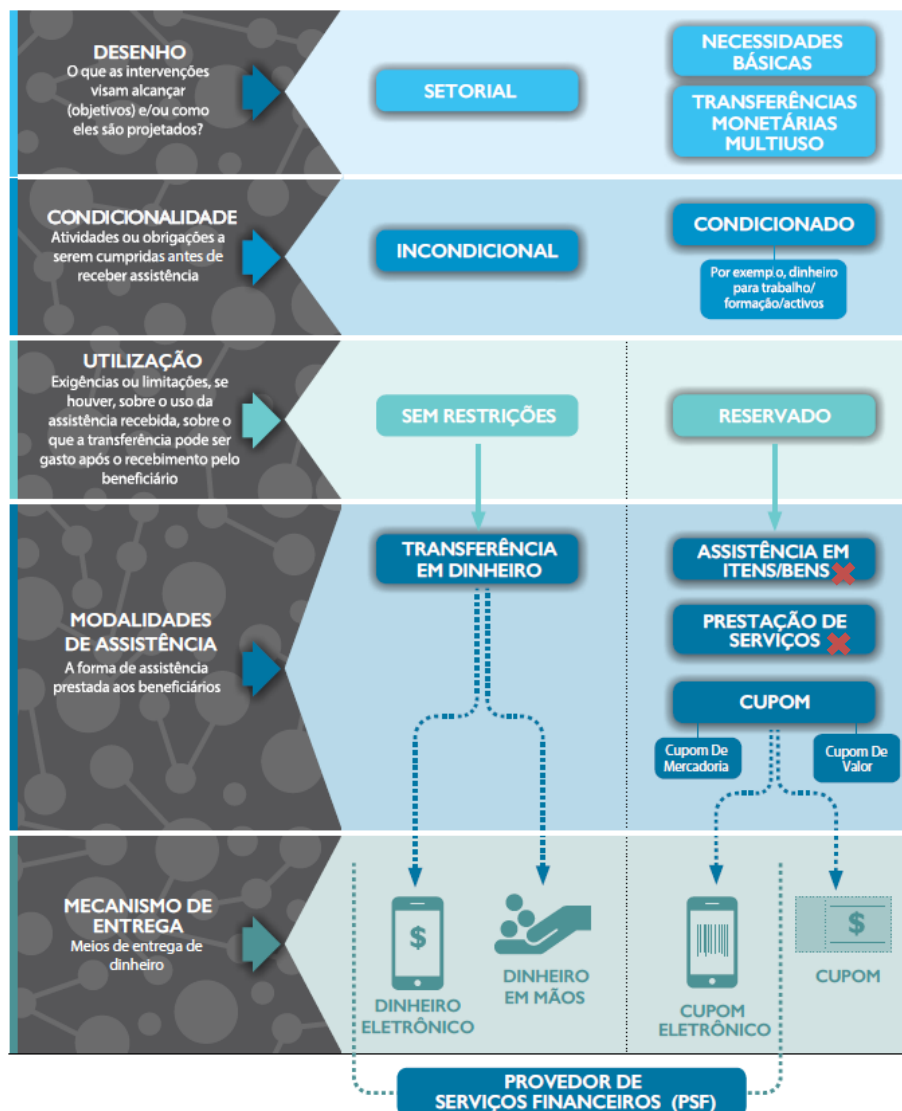 DESENHO
O que as intervenções
visam alcançar
(objetivos) e/ou como
eles são projetados?
SETORIAL
NECESSIDADES
BÁSICAS
TRANSFERÊNCIAS
MONETÁRIAS
MULTIUSO
CONDICIONALIDADE
Atividades ou obrigações a
serem cumpridas antes de
receber assistência
INCONDICIONAL
CONDICIONADO
Por exemplo, dinheiro
para trabalho/
formação/activos
UTILIZAÇÃO
Exigências ou limitações, se
houver, sobre o uso da
assistência recebida, sobre o
que a transferência pode ser
gasto após o recebimento pelo
beneficiário
SEM RESTRIÇÕES
RESERVADO
MODALIDADES
DE ASSISTÊNCIA
A forma de assistência
prestada aos beneficiários
TRANSFERÊNCIA
EM DINHEIRO
ASSISTÊNCIA EM
ITENS/BENS
PRESTAÇÃO DE
SERVIÇOS
CUPOM
Cupom De
Mercadoria
Cupom De
Valor
MECANISMO DE
ENTREGA
Meios de entrega de
dinheiro
$
DINHEIRO
ELETRÔNICO
DINHEIRO
EM MÃOS
CUPOM
ELETRÔNICO
$
CUPOM
PROVEDOR DE
SERVIÇOS FINANCEIROS (PSF)